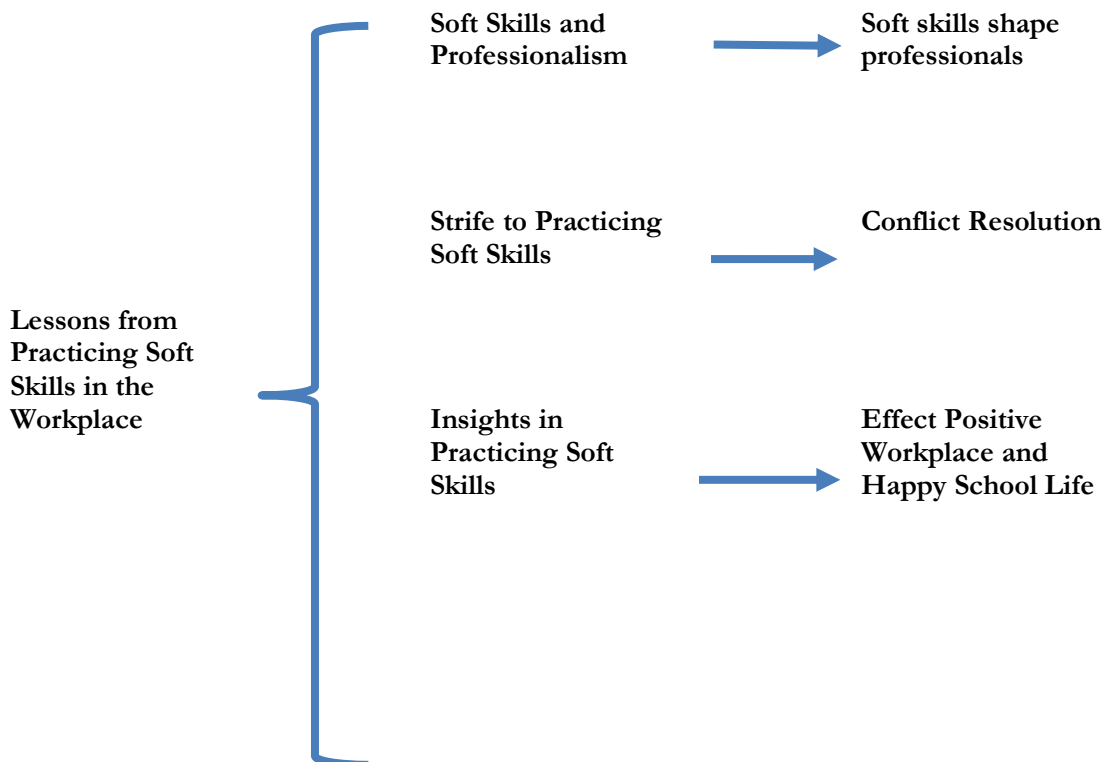 Soft Skills and
Professionalism
Soft skills shape
professionals
Strife to Practicing
Soft Skills
Conflict Resolution
Lessons from
Practicing Soft
Skills in the
Workplace
Insights in
Practicing Soft
Skills
Effect Positive
Workplace and
Happy School Life